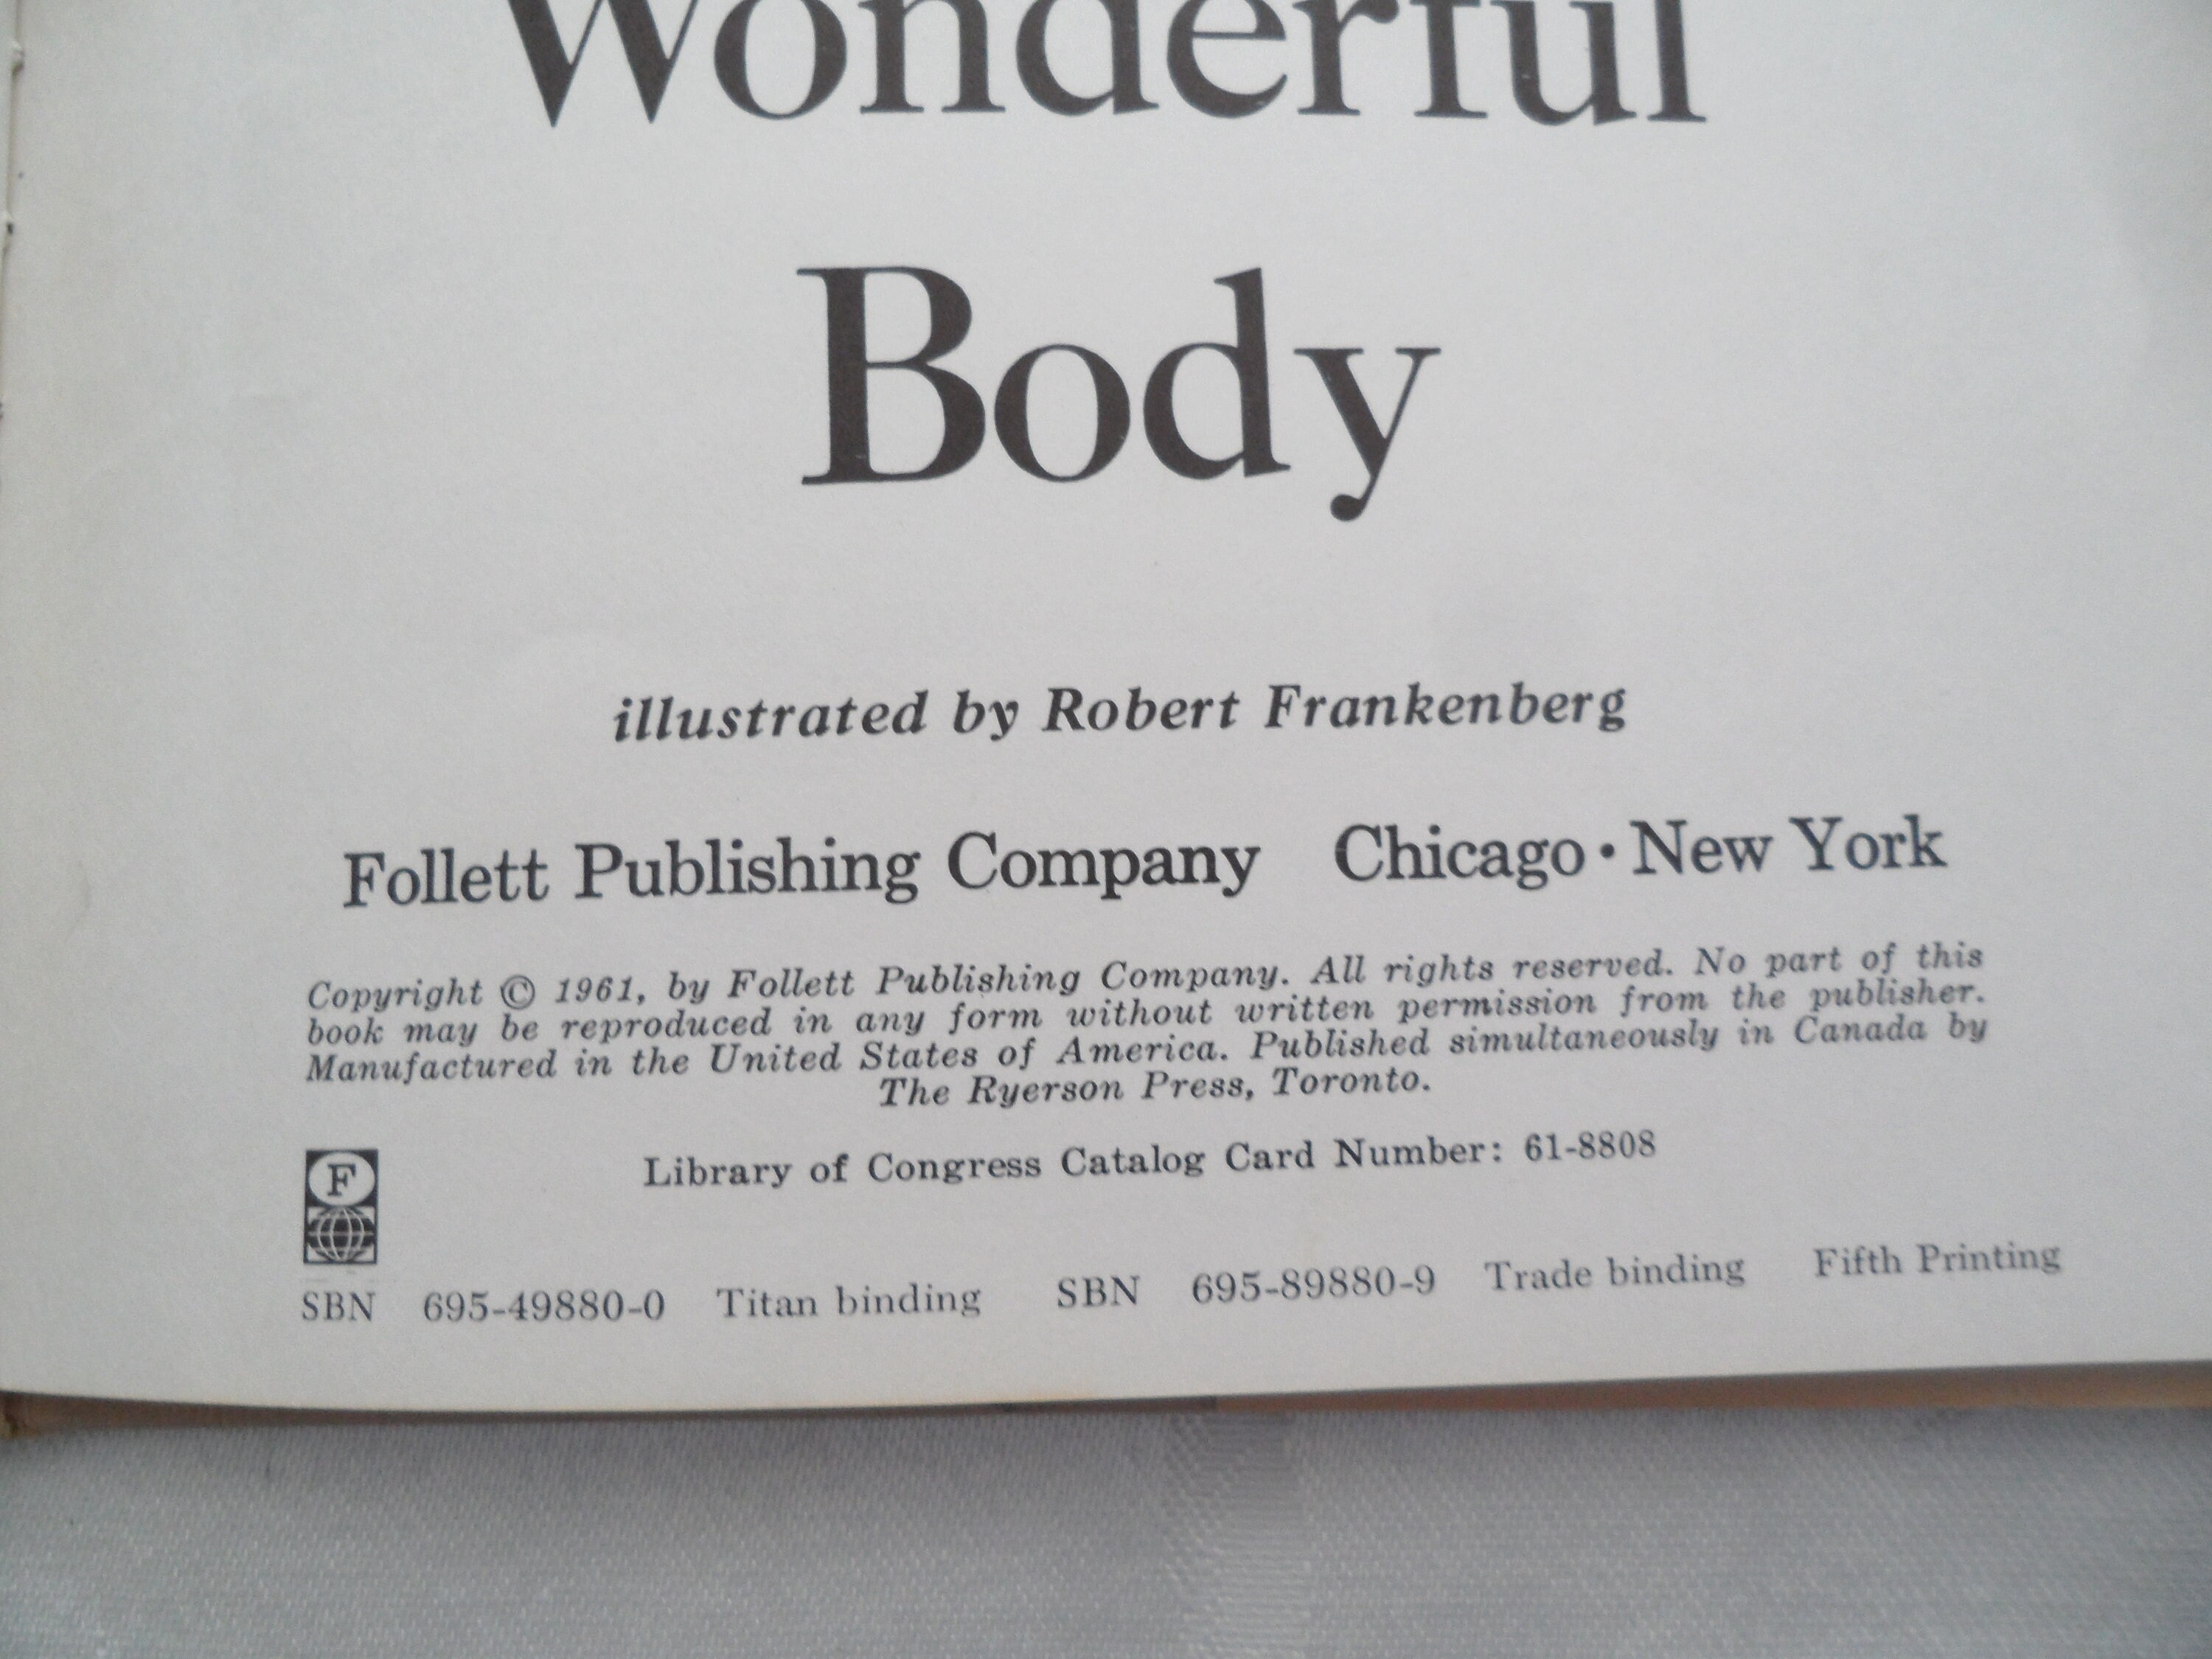 Wonderful
Body
illustrated by Robert Frankenberg
Follett Publishing Company Chicago • New York
Copyright © 1961, by Follett Publishing Company. All rights reserved. No part of this
book may be reproduced in any form without written permission from the publisher.
Manufactured in the United States of America. Published simultaneously in Canada by
The Ryerson Press, Toronto.
F
Library of Congress Catalog Card Number: 61-8808
SBN 695-49880-0 Titan binding SBN 695-89880-9 Trade binding Fifth Printing